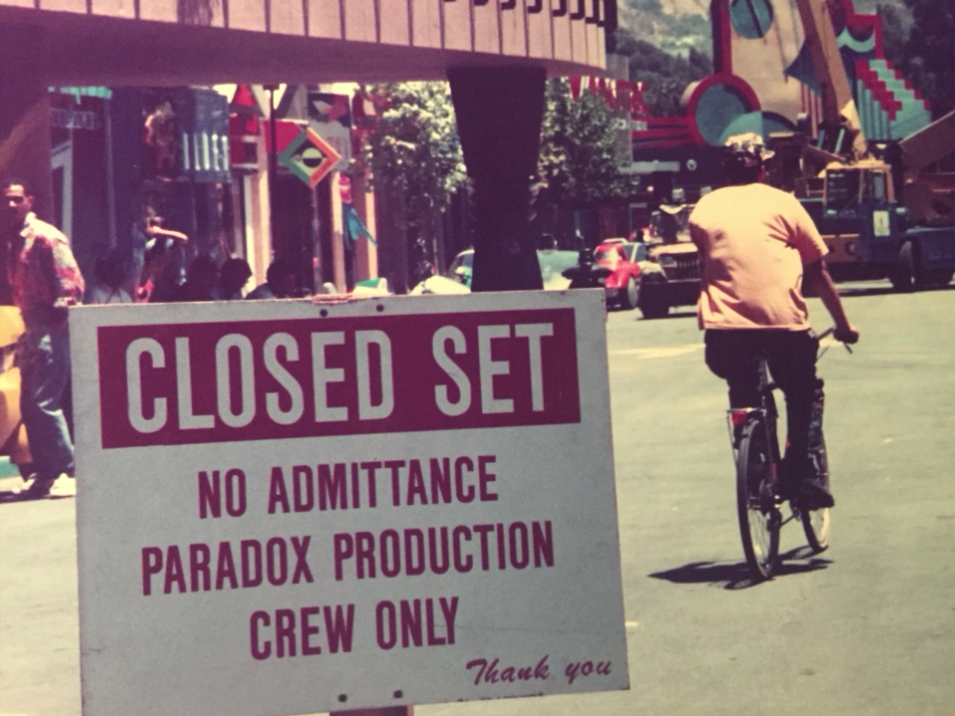 CLOSED SET
NO ADMITTANCE
PARADOX PRODUCTION
CREW ONLY
Thank you